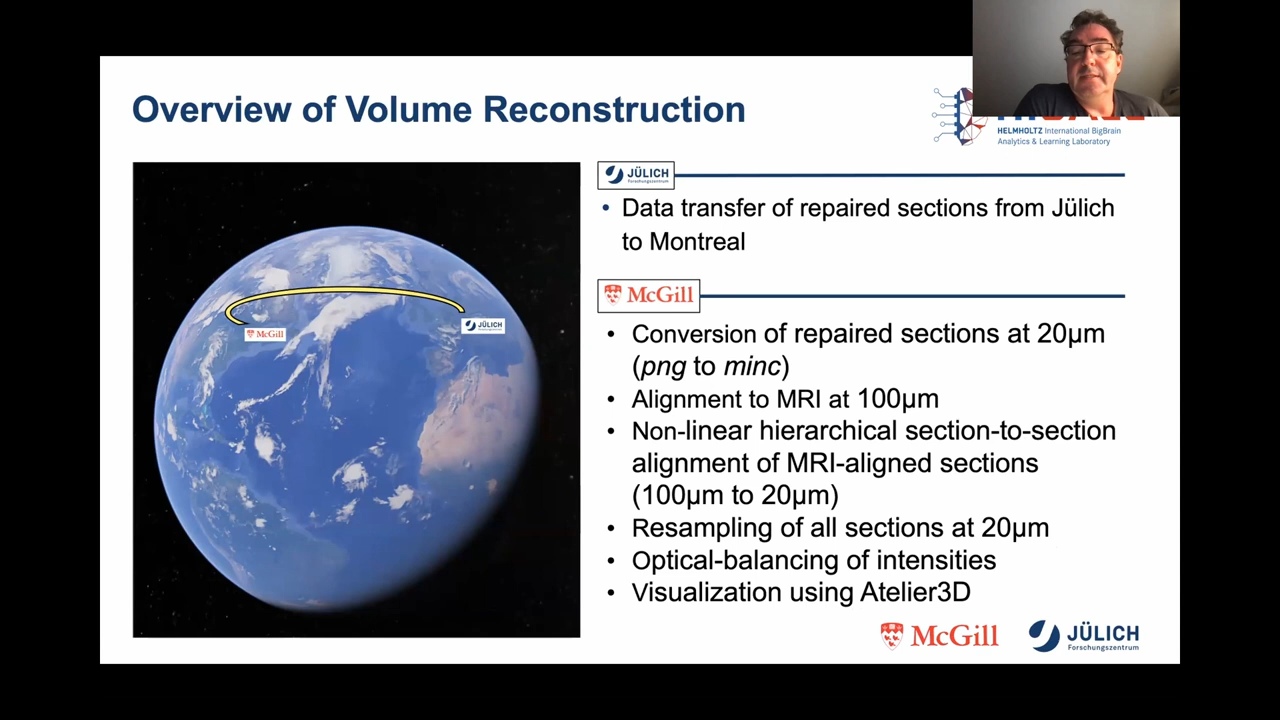 Overview of Volume Reconstruction
HELMHOLTZ International BigBrain
Analytics & Learning Laboratory
JÜLICH
Forschungszentrum
• Data transfer of repaired sections from Jülich
to Montreal
McGill
• Conversion of repaired sections at 20µm
(png to minc)
• Alignment to MRI at 100µm
• Non-linear hierarchical section-to-section
alignment of MRI-aligned sections
(100µm to 20µm)
• Resampling of all sections at 20µm
• Optical-balancing of intensities
• Visualization using Atelier3D
McGill
JÜLICH
McGill
JÜLICH
Forschungszentrum